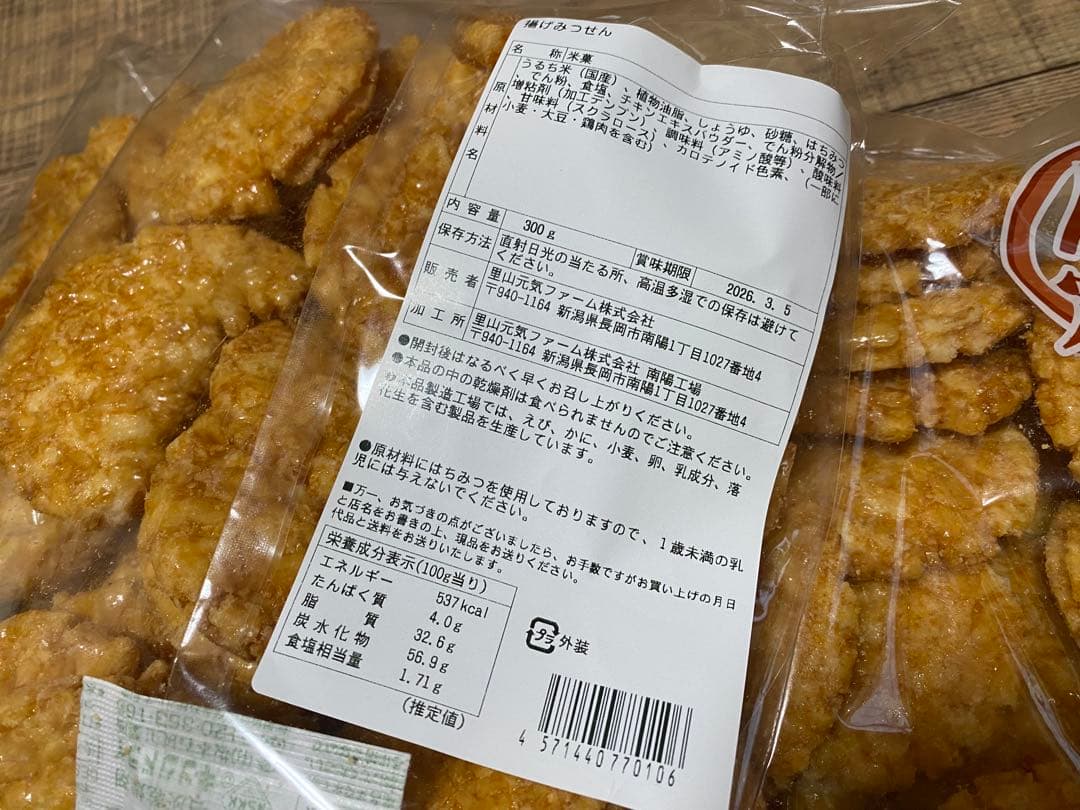 揚げみつせん
名称 米菓
原材料名 うるち米（国産）、植物油脂、しょうゆ、砂糖、はちみつ
、でん粉、食塩、チキンエキスパウダー、でん粉分解物／
増粘剤（加工デンプン）、調味料（アミノ酸等）、酸味料
、甘味料（スクラロース）、カロテノイド色素、（一部に
小麦・大豆・鶏肉を含む）
内容量 300g 賞味期限 2026. 3. 5
保存方法 直射日光の当たる所、高温多湿での保存は避けて
ください。
販売者 里山元気ファーム株式会社
〒940-1164 新潟県長岡市南陽1丁目1027番地4
加工所 里山元気ファーム株式会社 南陽工場
〒940-1164 新潟県長岡市南陽1丁目1027番地4
●開封後はなるべく早くお召し上がりください。
●本品の中の乾燥剤は食べられませんのでご注意ください。
●本品製造工場では、えび、かに、小麦、卵、乳成分、落
花生を含む製品を生産しています。
●原材料にはちみつを使用しておりますので、1歳未満の乳
児には与えないでください。
■万一、お気づきの点がございましたら、お手数ですがお買い上げの月日
と店名をお書きの上、現品をお送りください。
代品と送料をお送りいたします。
栄養成分表示(100g当り)
エネルギー 537kcal
たんぱく質 4.0g
脂質 32.6g
炭水化物 56.9g
食塩相当量 1.71g
(推定値)
プラ 外装
4 571440 770106